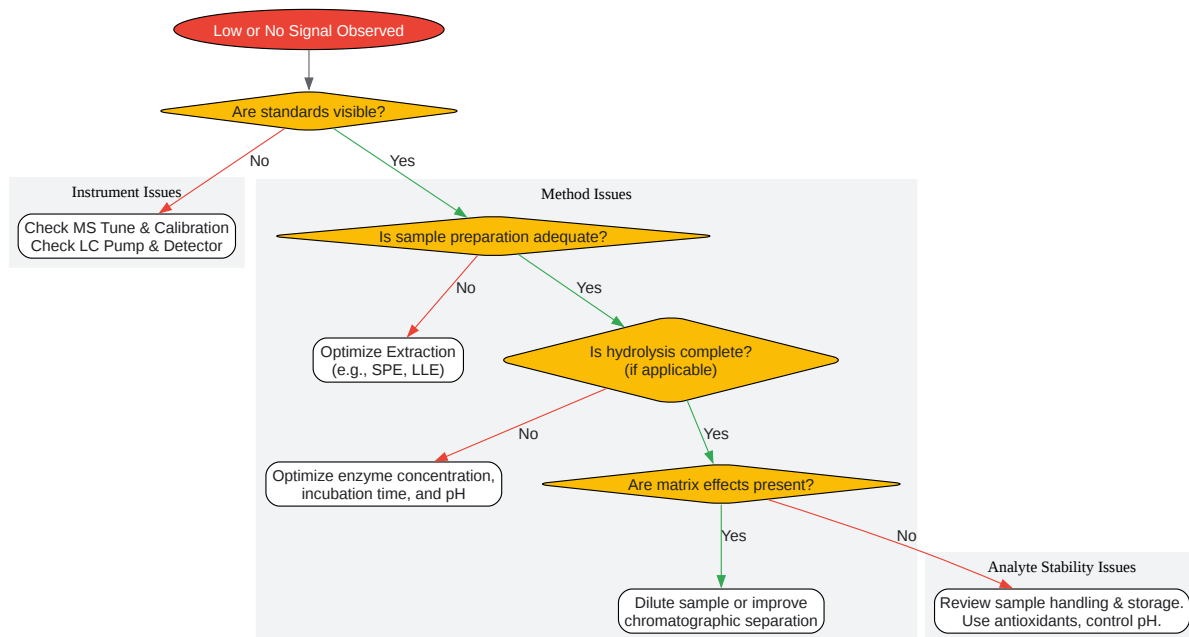 Low or No Signal Observed
Are standards visible?
No
Yes
Instrument Issues
Method Issues
Check MS Tune & Calibration
Check LC Pump & Detector
Is sample preparation adequate?
No
Yes
Optimize Extraction
(e.g., SPE, LLE)
Is hydrolysis complete?
(if applicable)
No
Yes
Optimize enzyme concentration,
incubation time, and pH
Are matrix effects present?
Yes
No
Analyte Stability Issues
Dilute sample or improve
chromatographic separation
Review sample handling & storage.
Use antioxidants, control pH.